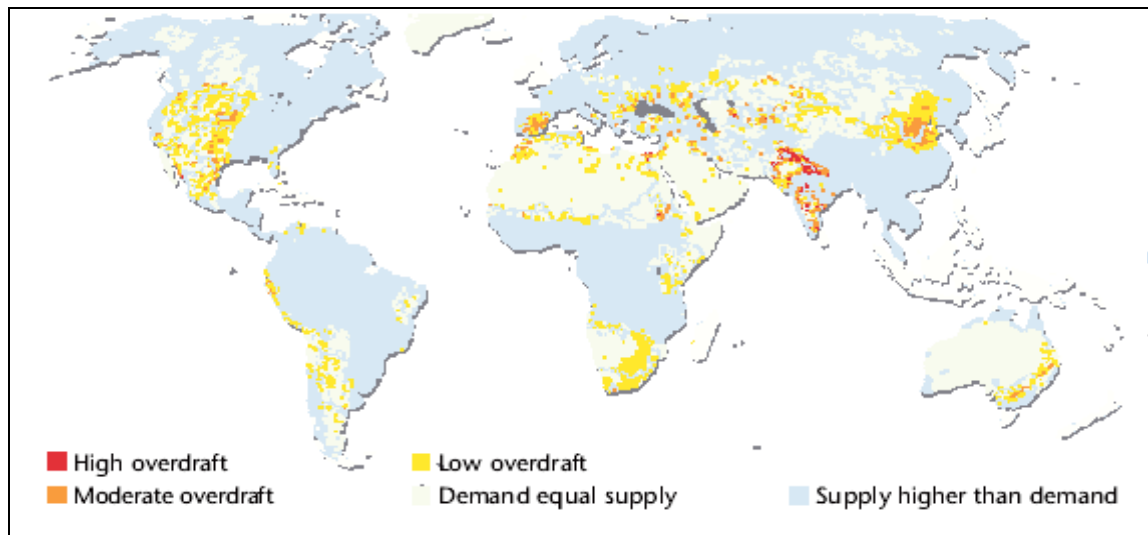 High overdraft
Low overdraft
Moderate overdraft
Demand equal supply
Supply higher than demand